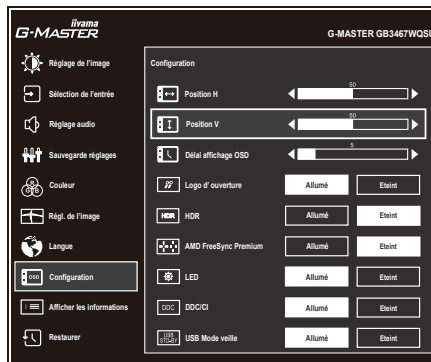 iiyama
G-MASTER
G-MASTER GB3467WQSU
Réglage de l'image
Sélection de l'entrée
Réglage audio
Sauvegarde réglages
R
G B
Couleur
Régl. de l'image
Langue
OSD
Configuration
i
Afficher les informations
Restaurer
Configuration
Position H
50
Position V
50
Délai affichage OSD
5
Logo d' ouverture
Allumé
Eteint
HDR
HDR
Allumé
Eteint
AMD FreeSync Premium
Allumé
Eteint
LED
Allumé
Eteint
DDC
DDC/CI
Allumé
Eteint
USB
STD-BY
USB Mode veille
Allumé
Eteint